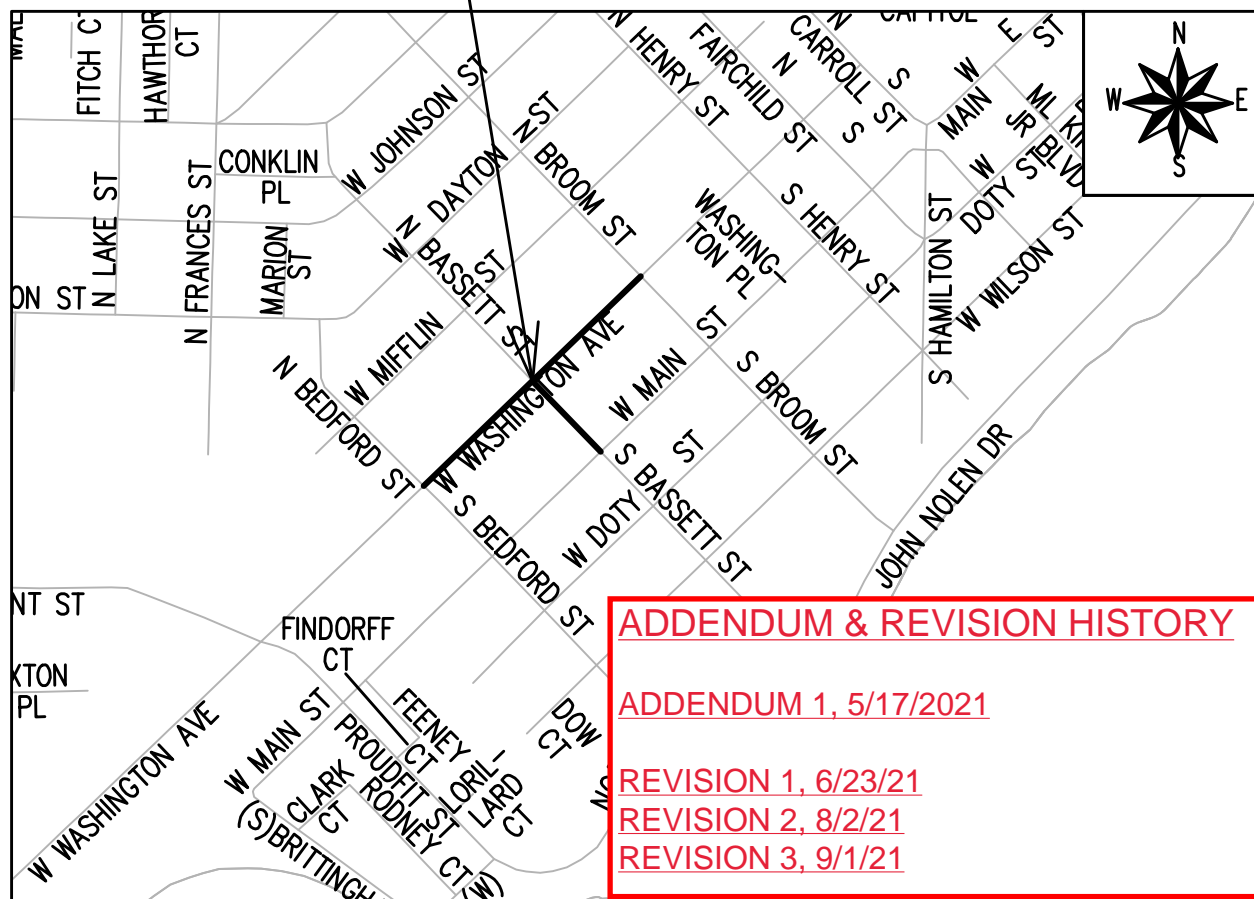 FITCH CT
HAWTHOR
CT
W JOHNSON ST
N HENRY ST
FAIRCHILD ST
N
S
CARROLL ST
N
S
CAPITOL
W
E
MAIN
ST
ML KI
JR BLVD
W
DOTY ST
N
W
E
S
CONKLIN
PL
N LAKE ST
N FRANCES ST
MARION
ST
ON ST
W DAYTON ST
N BROOM ST
N BASSETT ST
W MIFFLIN ST
WASHING-
TON PL
S HENRY ST
S HAMILTON ST
W WILSON ST
N BEDFORD ST
W WASHINGTON AVE
W MAIN ST
S BROOM ST
S BASSETT ST
W DOTY ST
S BEDFORD ST
JOHN NOLEN DR
NT ST
XTON
PL
FINDORFF
CT
W WASHINGTON AVE
W MAIN ST
PROUDFIT ST
FEENEY
CT
LORIL-
LARD
CT
DOW
CT
CLARK
CT
RODNEY CT
(W)
(S)BRITTINGH
ADDENDUM & REVISION HISTORY
ADDENDUM 1, 5/17/2021
REVISION 1, 6/23/21
REVISION 2, 8/2/21
REVISION 3, 9/1/21